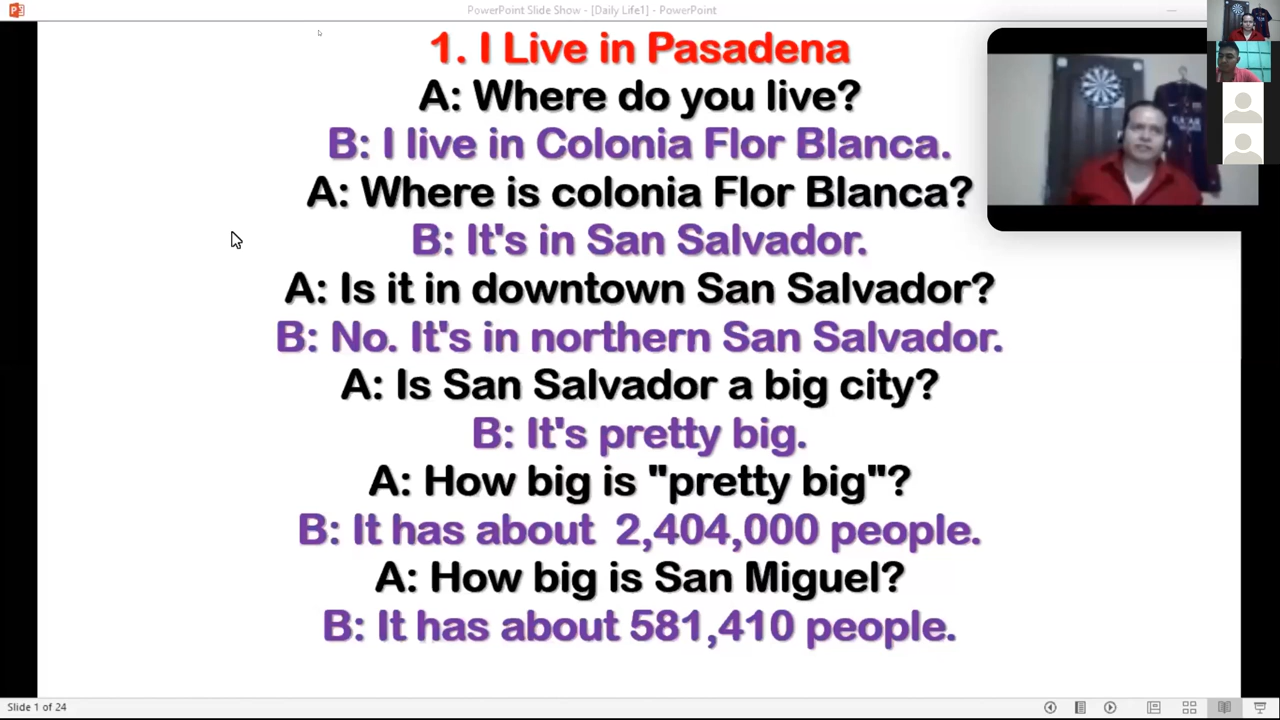 PowerPoint Slide Show - [Daily Life1] - PowerPoint
1. I Live in Pasadena
A: Where do you live?
B: I live in Colonia Flor Blanca.
A: Where is colonia Flor Blanca?
B: It's in San Salvador.
A: Is it in downtown San Salvador?
B: No. It's in northern San Salvador.
A: Is San Salvador a big city?
B: It's pretty big.
A: How big is "pretty big"?
B: It has about 2,404,000 people.
A: How big is San Miguel?
B: It has about 581,410 people.
Slide 1 of 24